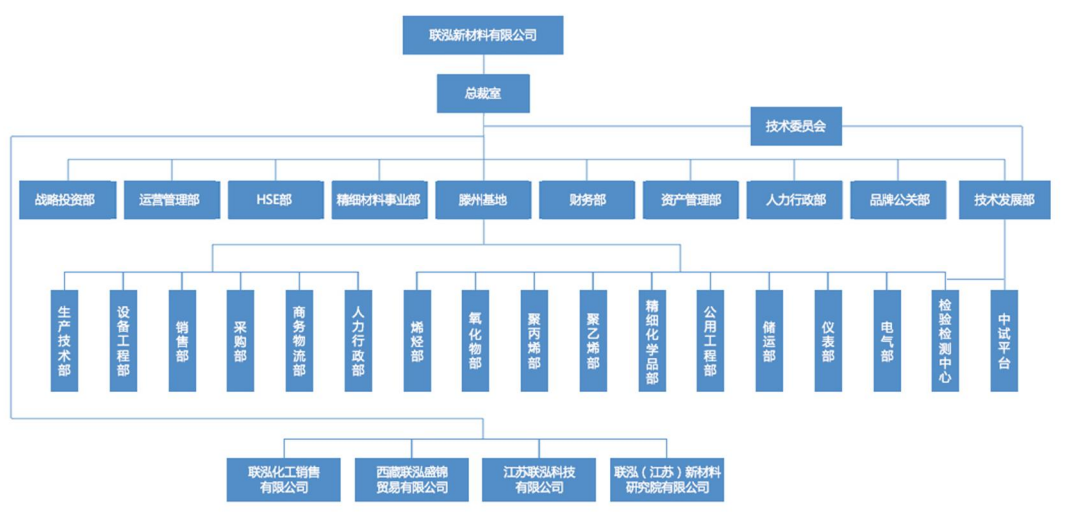 联泓新材料有限公司
总裁室
技术委员会
战略投资部
运营管理部
HSE部
精细材料事业部
滕州基地
财务部
资产管理部
人力行政部
品牌公关部
技术发展部
生产技术部
设备工程部
销售部
采购部
商务物流部
人力行政部
烯烃部
氧化物部
聚丙烯部
聚乙烯部
精细化学品部
公用工程部
储运部
仪表部
电气部
检验检测中心
中试平台
联泓化工销售
有限公司
西藏联泓盛锦
贸易有限公司
江苏联泓科技
有限公司
联泓（江苏）新材料
研究院有限公司